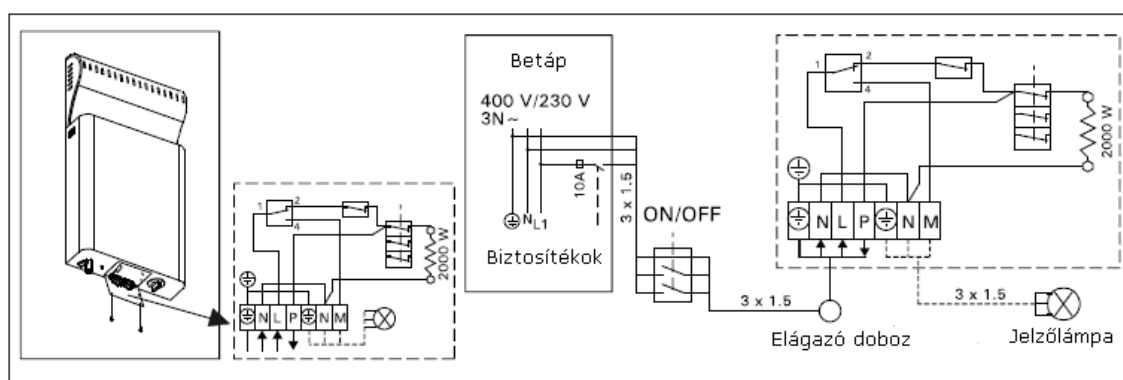 1
2
4
2000 W
N L P N M
Betáp
400 V/230 V
3N~
10A
N L1
Biztosítékok
3 x 1.5
ON/OFF
3 x 1.5
Elágazó doboz
1
2
4
2000 W
N L P N M
3 x 1.5
Jelzőlámpa